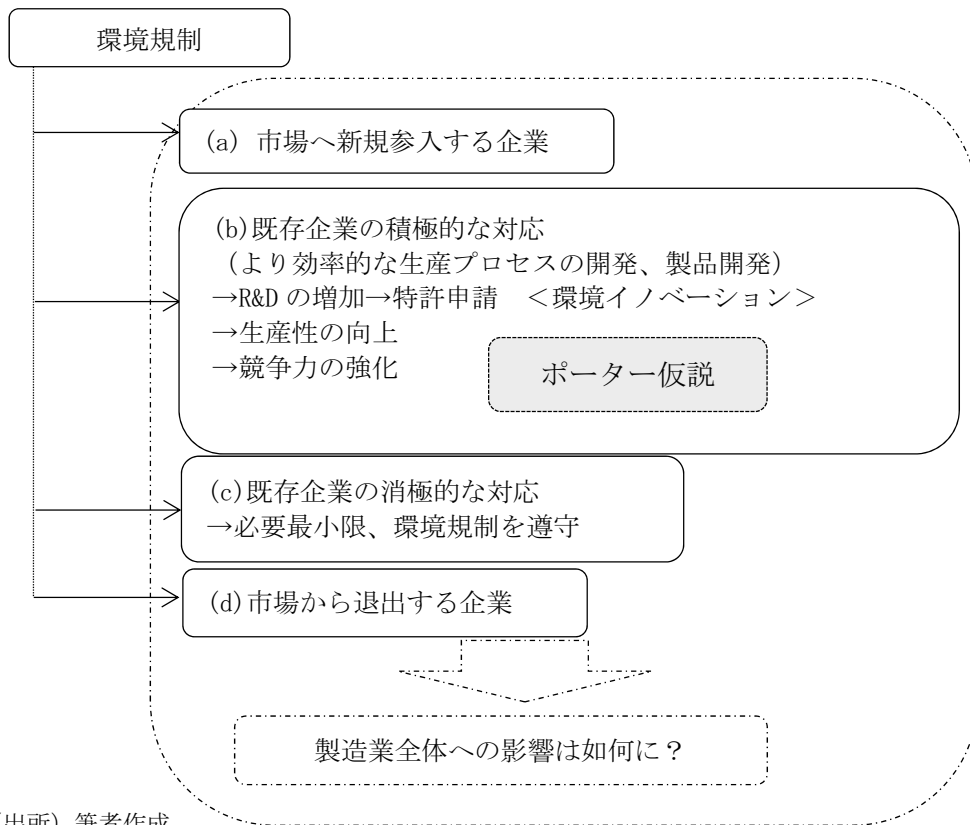 環境規制
(a) 市場へ新規参入する企業
(b)既存企業の積極的な対応
(より効率的な生産プロセスの開発、製品開発)
→R&Dの増加→特許申請 <環境イノベーション>
→生産性の向上
→競争力の強化
ポーター仮説
(c)既存企業の消極的な対応
→必要最小限、環境規制を遵守
(d)市場から退出する企業
製造業全体への影響は如何に?
(出所) 筆者作成